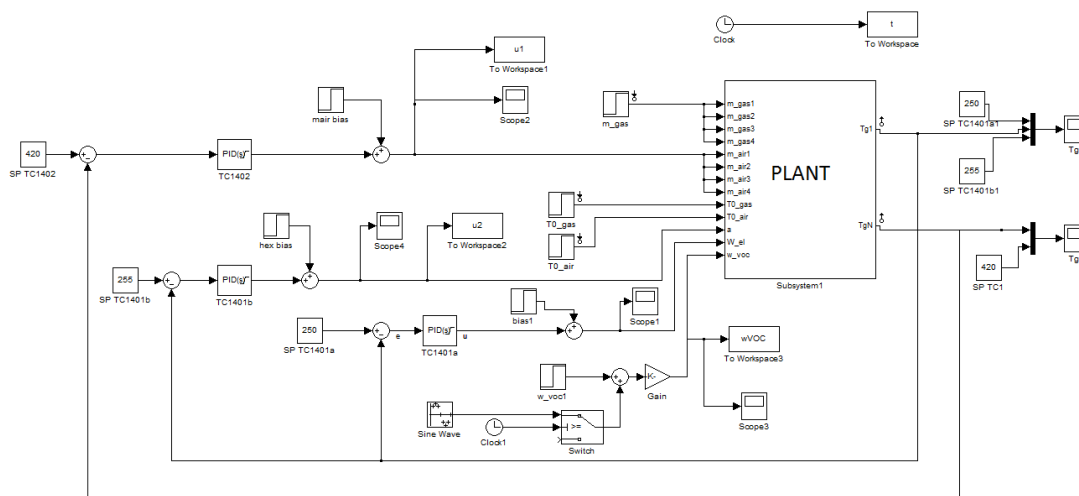 t
Clock
To Workspace
u1
To Workspace1
mair bias
Scope2
m_gas
420
SP TC1402
PID(s)
TC1402
m_gas1
m_gas2
m_gas3
m_gas4
m_air1
m_air2
m_air3
m_air4
T0_gas
T0_air
a
W_el
w_voc
Tg1
TgN
PLANT
Subsystem1
250
SP TC1401a1
255
SP TC1401b1
Tg
420
SP TC1
Tg
T0_gas
T0_air
hex bias
Scope4
u2
To Workspace2
255
SP TC1401b
PID(s)
TC1401b
250
SP TC1401a
e
PID(s)
TC1401a
u
bias1
Scope1
wVOC
To Workspace3
w_voc1
-K-
Gain
Scope3
Sine Wave
Clock1
>=
Switch